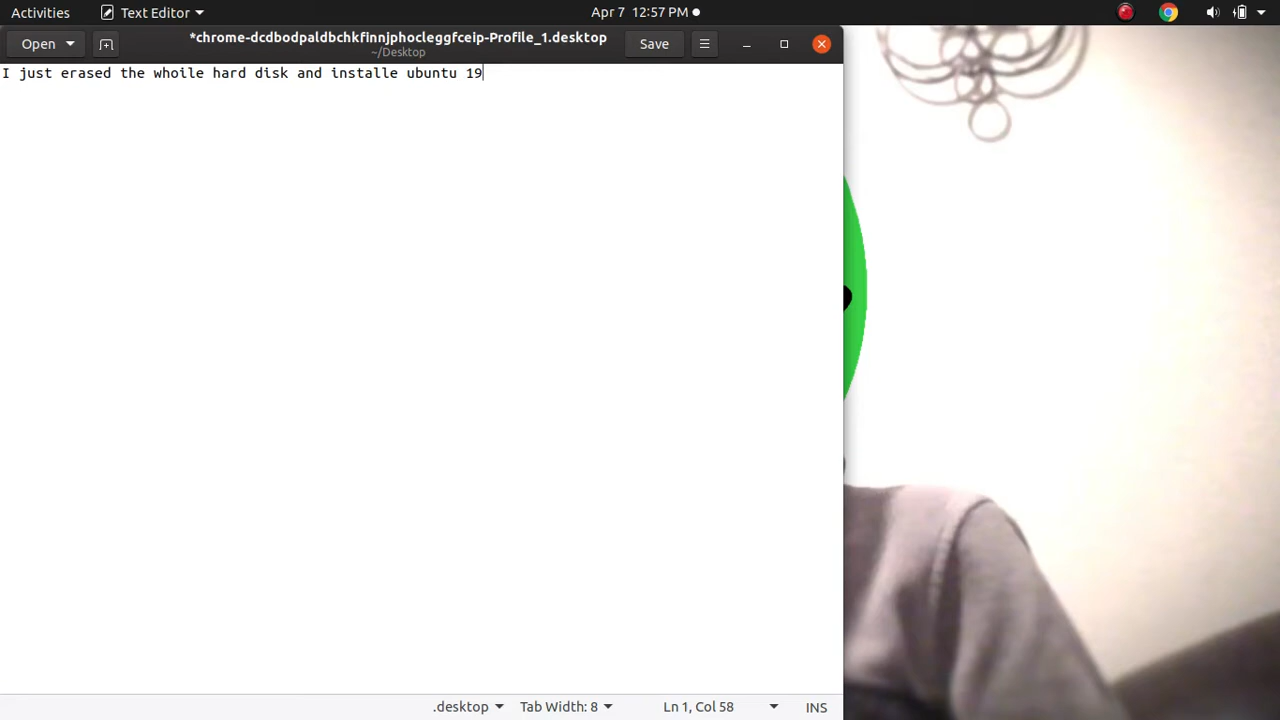 Activities Text Editor Apr 7 12:57 PM
Open *chrome-dcdbodpaldbchkfinnjphocleggfceip-Profile_1.desktop Save
~/Desktop
I just erased the whoile hard disk and installe ubuntu 19
.desktop Tab Width: 8 Ln 1, Col 58 INS